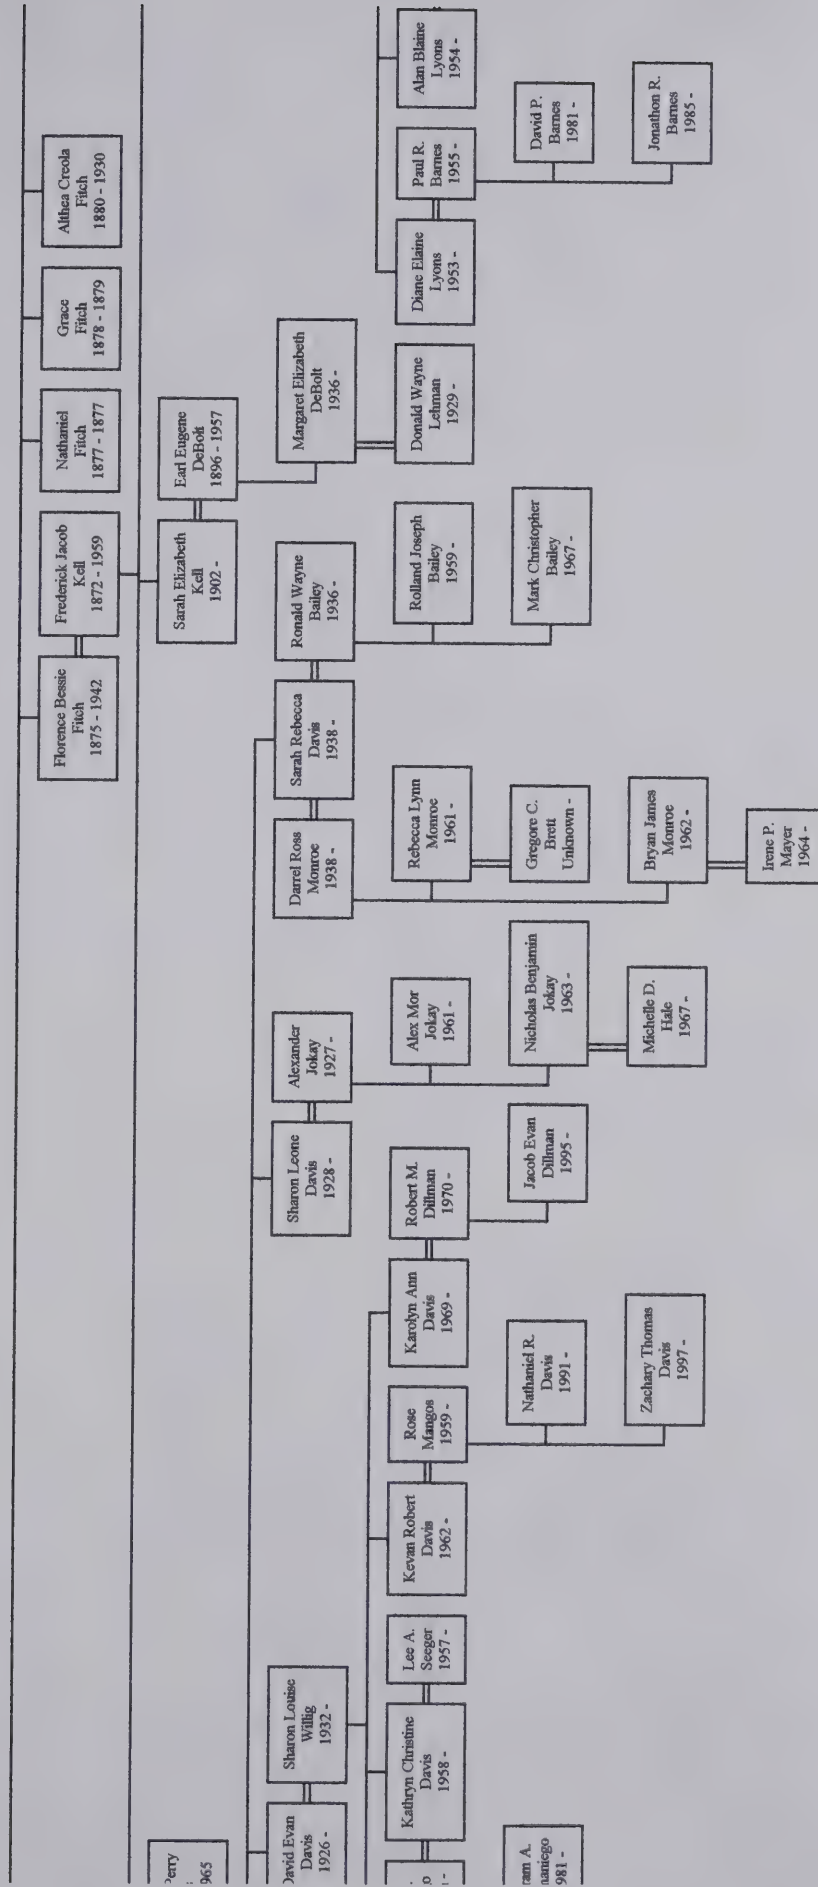 Florence Bessie
Fitch
1875 - 1942
Frederick Jacob
Kell
1872 - 1959
Nathaniel
Fitch
1877 - 1877
Grace
Fitch
1878 - 1879
Althea Creola
Fitch
1880 - 1930
Perry
1965
Sarah Elizabeth
Kell
1902 -
Earl Eugene
DeBolt
1896 - 1957
David Evan
Davis
1926 -
Sharon Louise
Willig
1932 -
Sharon Leone
Davis
1928 -
Alexander
Jokay
1927 -
Darrel Ross
Monroe
1938 -
Sarah Rebecca
Davis
1938 -
Ronald Wayne
Bailey
1936 -
Margaret Elizabeth
DeBolt
1936 -
Kathryn Christine
Davis
1958 -
Lee A.
Seeger
1957 -
Kevan Robert
Davis
1962 -
Rose
Mangos
1959 -
Karolyn Ann
Davis
1969 -
Robert M.
Dillman
1970 -
Alex Mor
Jokay
1961 -
Rebecca Lynn
Monroe
1961 -
Rolland Joseph
Bailey
1959 -
Donald Wayne
Lehman
1929 -
Diane Elaine
Lyons
1953 -
Paul R.
Barnes
1955 -
Alan Blaine
Lyons
1954 -
ram A.
naniego
981 -
Nathaniel R.
Davis
1991 -
Jacob Evan
Dillman
1995 -
Nicholas Benjamin
Jokay
1963 -
Gregore C.
Brett
Unknown -
Mark Christopher
Bailey
1967 -
David P.
Barnes
1981 -
Zachary Thomas
Davis
1997 -
Michelle D.
Hale
1967 -
Bryan James
Monroe
1962 -
Jonathon R.
Barnes
1985 -
Irene P.
Mayer
1964 -